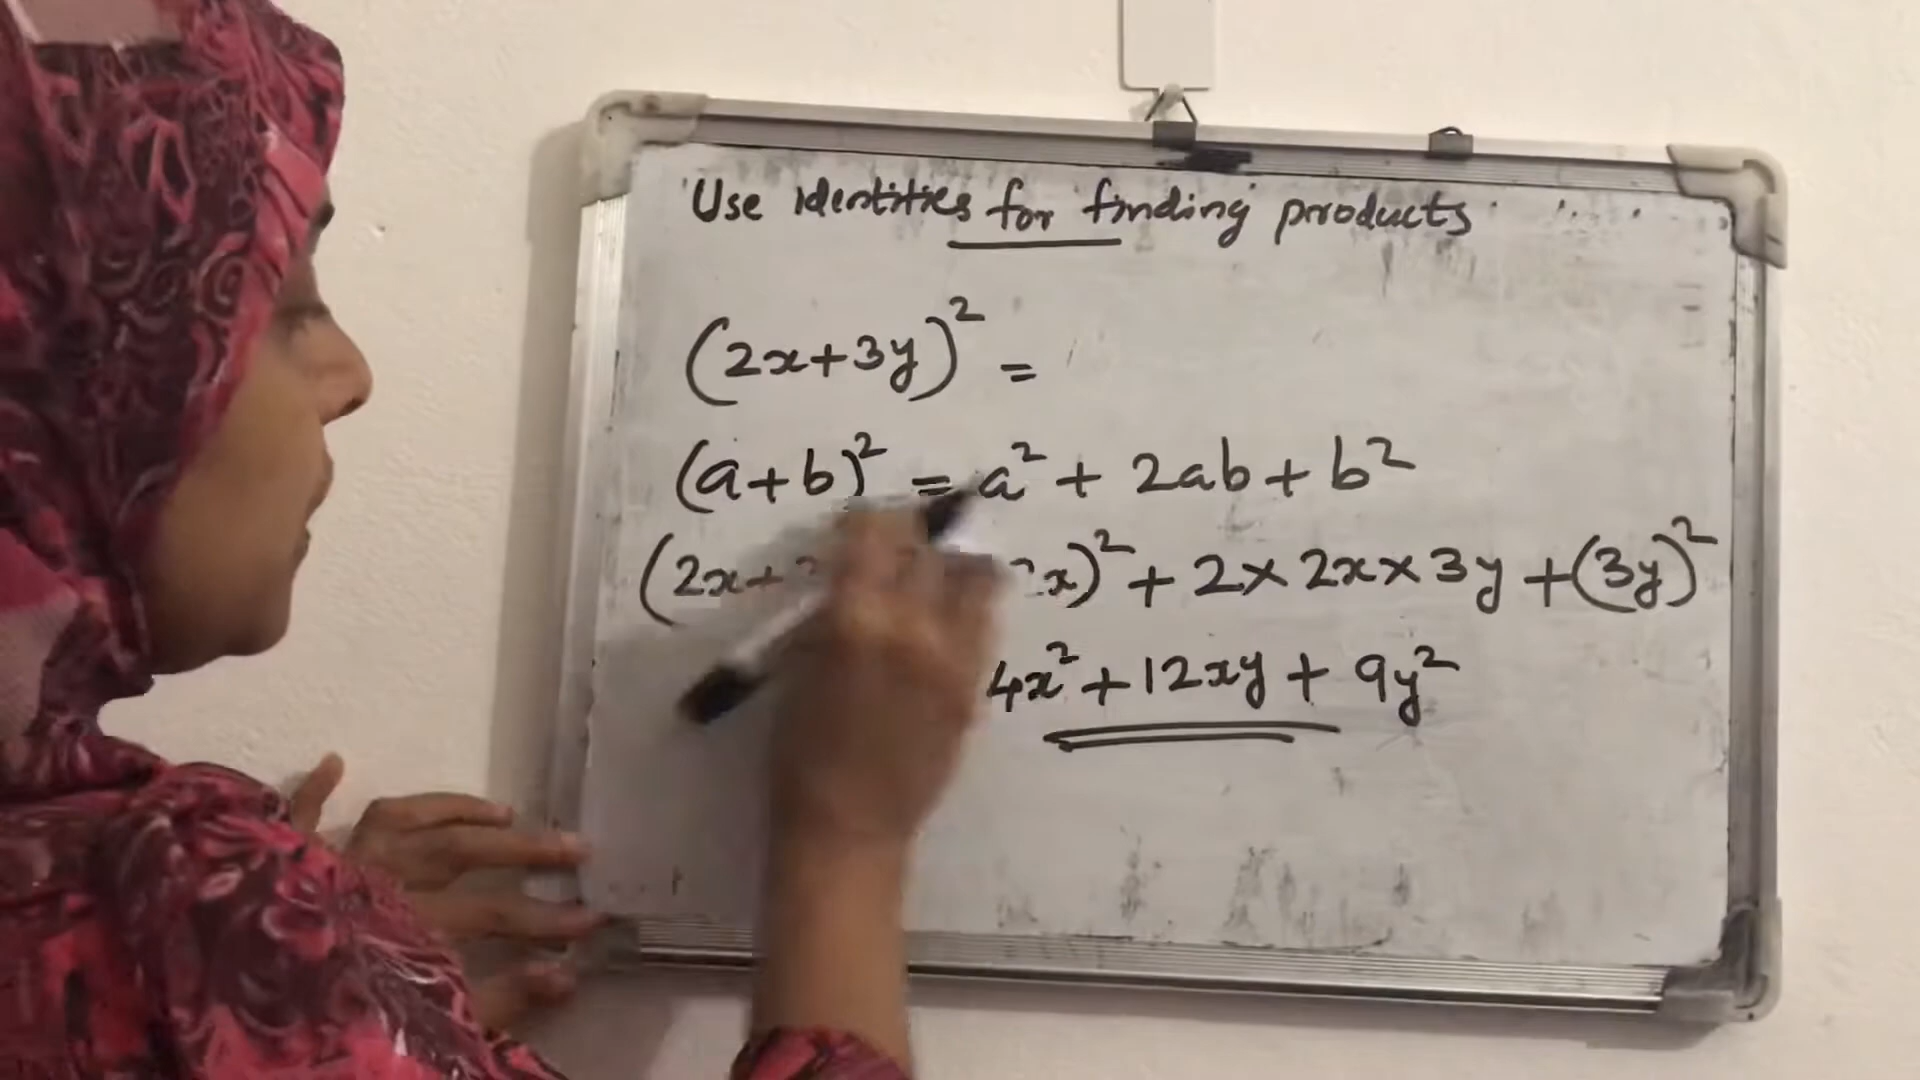 Use identities for finding products
(2x+3y)² =
(a+b)² = a² + 2ab + b²
(2x+ 2x)² + 2 × 2x × 3y + (3y)²
4x² + 12xy + 9y²